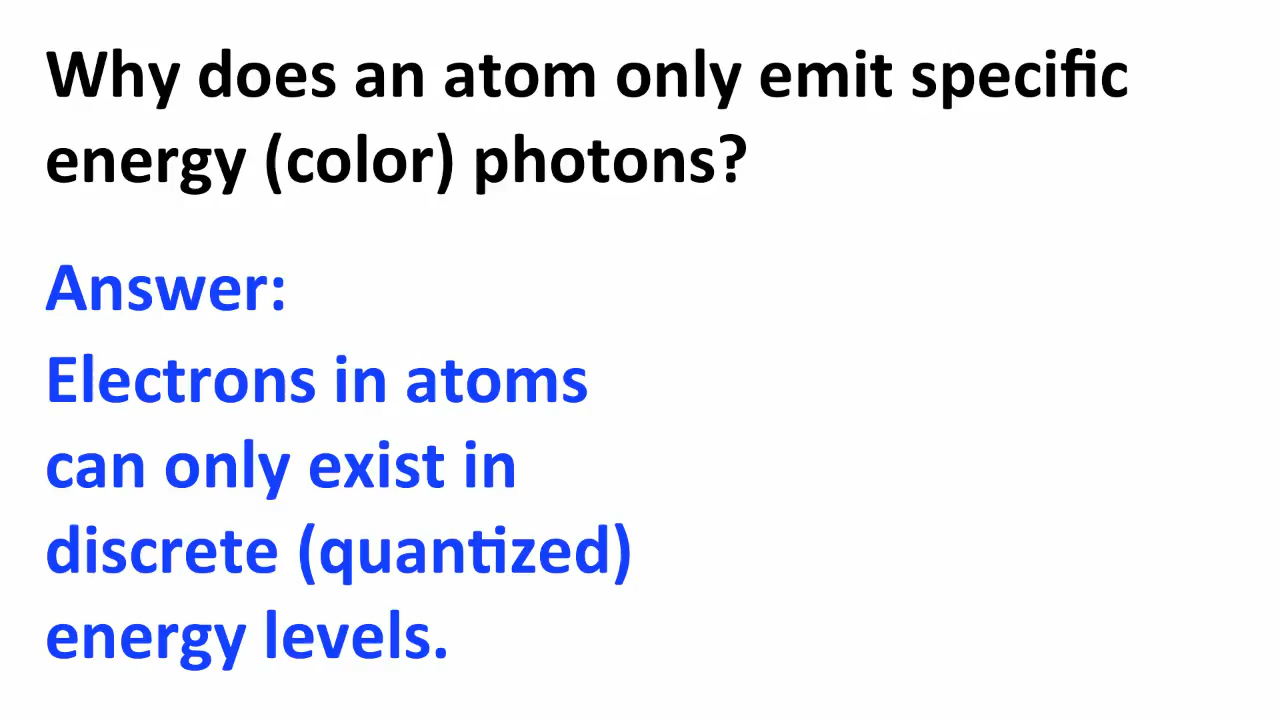 Why does an atom only emit specific
energy (color) photons?
Answer:
Electrons in atoms
can only exist in
discrete (quantized)
energy levels.